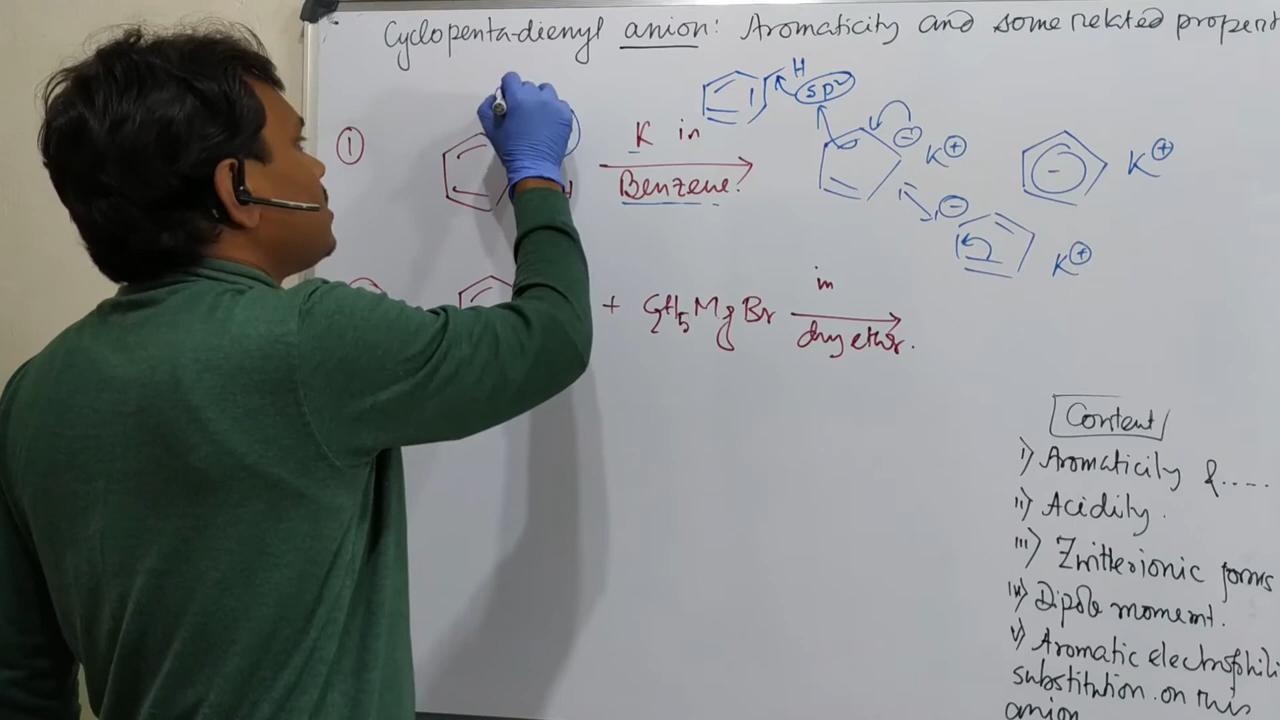 Cyclopenta-dienyl anion: Aromaticity and some related propert
①
K in
Benzene.
H
sp²
⊖
K⊕
⊖
K⊕
-
K⊕
H
+ C2H5MgBr
in
dry ether.
Content
i) Aromaticity &....
ii) Acidity.
iii) Zwitterionic forms
iv) Dipole moment.
v) Aromatic electrophili
substitution on this
anion